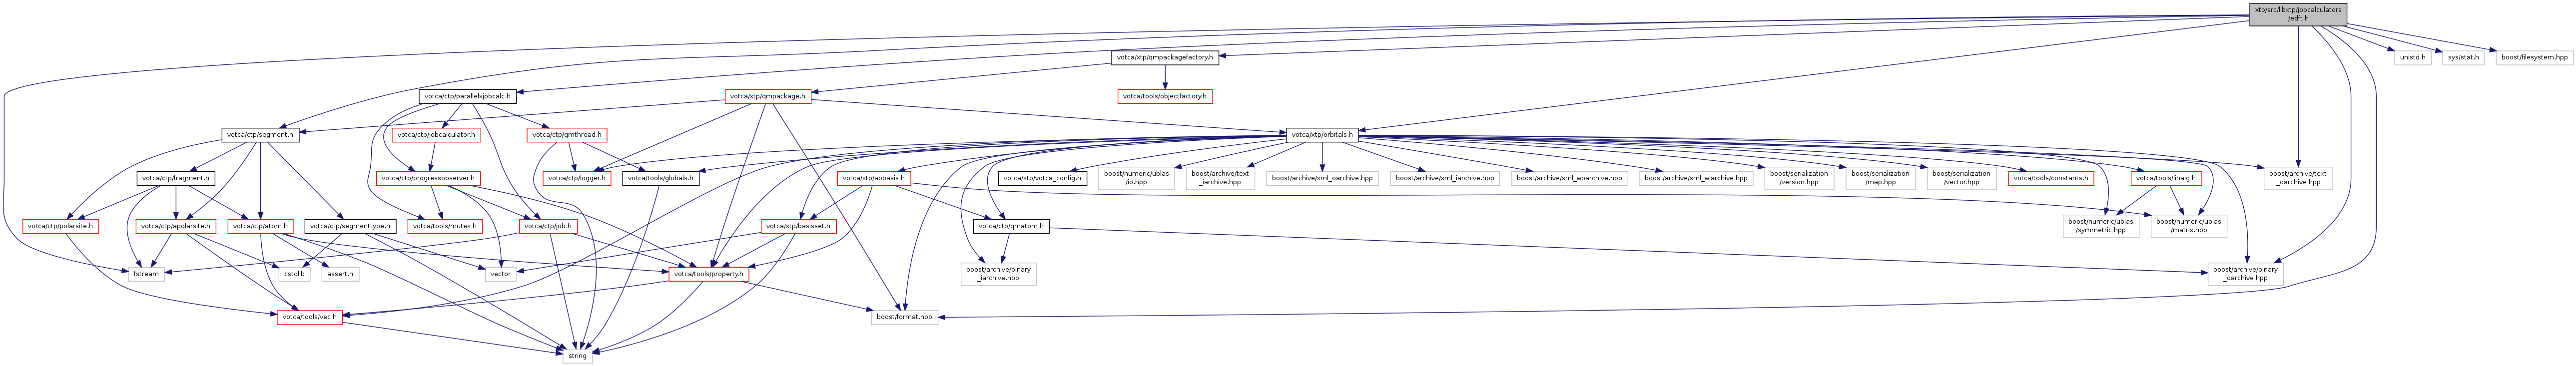 xtp/src/libxtp/jobcalculators
/edft.h
votca/xtp/qmpackagefactory.h
unistd.h
sys/stat.h
boost/filesystem.hpp
votca/ctp/parallelxjobcalc.h
votca/xtp/qmpackage.h
votca/tools/objectfactory.h
votca/ctp/segment.h
votca/ctp/jobcalculator.h
votca/ctp/qmthread.h
votca/xtp/orbitals.h
votca/ctp/fragment.h
votca/ctp/progressobserver.h
votca/ctp/logger.h
votca/tools/globals.h
votca/xtp/aobasis.h
votca/xtp/votca_config.h
boost/numeric/ublas
/io.hpp
boost/archive/text
_iarchive.hpp
boost/archive/xml_oarchive.hpp
boost/archive/xml_iarchive.hpp
boost/archive/xml_woarchive.hpp
boost/archive/xml_wiarchive.hpp
boost/serialization
/version.hpp
boost/serialization
/map.hpp
boost/serialization
/vector.hpp
votca/tools/constants.h
votca/tools/linalg.h
boost/archive/text
_oarchive.hpp
votca/ctp/polarsite.h
votca/ctp/apolarsite.h
votca/ctp/atom.h
votca/ctp/segmenttype.h
votca/tools/mutex.h
votca/ctp/job.h
votca/xtp/basisset.h
votca/ctp/qmatom.h
boost/numeric/ublas
/symmetric.hpp
boost/numeric/ublas
/matrix.hpp
fstream
cstdlib
assert.h
vector
votca/tools/property.h
boost/archive/binary
_iarchive.hpp
boost/archive/binary
_oarchive.hpp
votca/tools/vec.h
boost/format.hpp
string